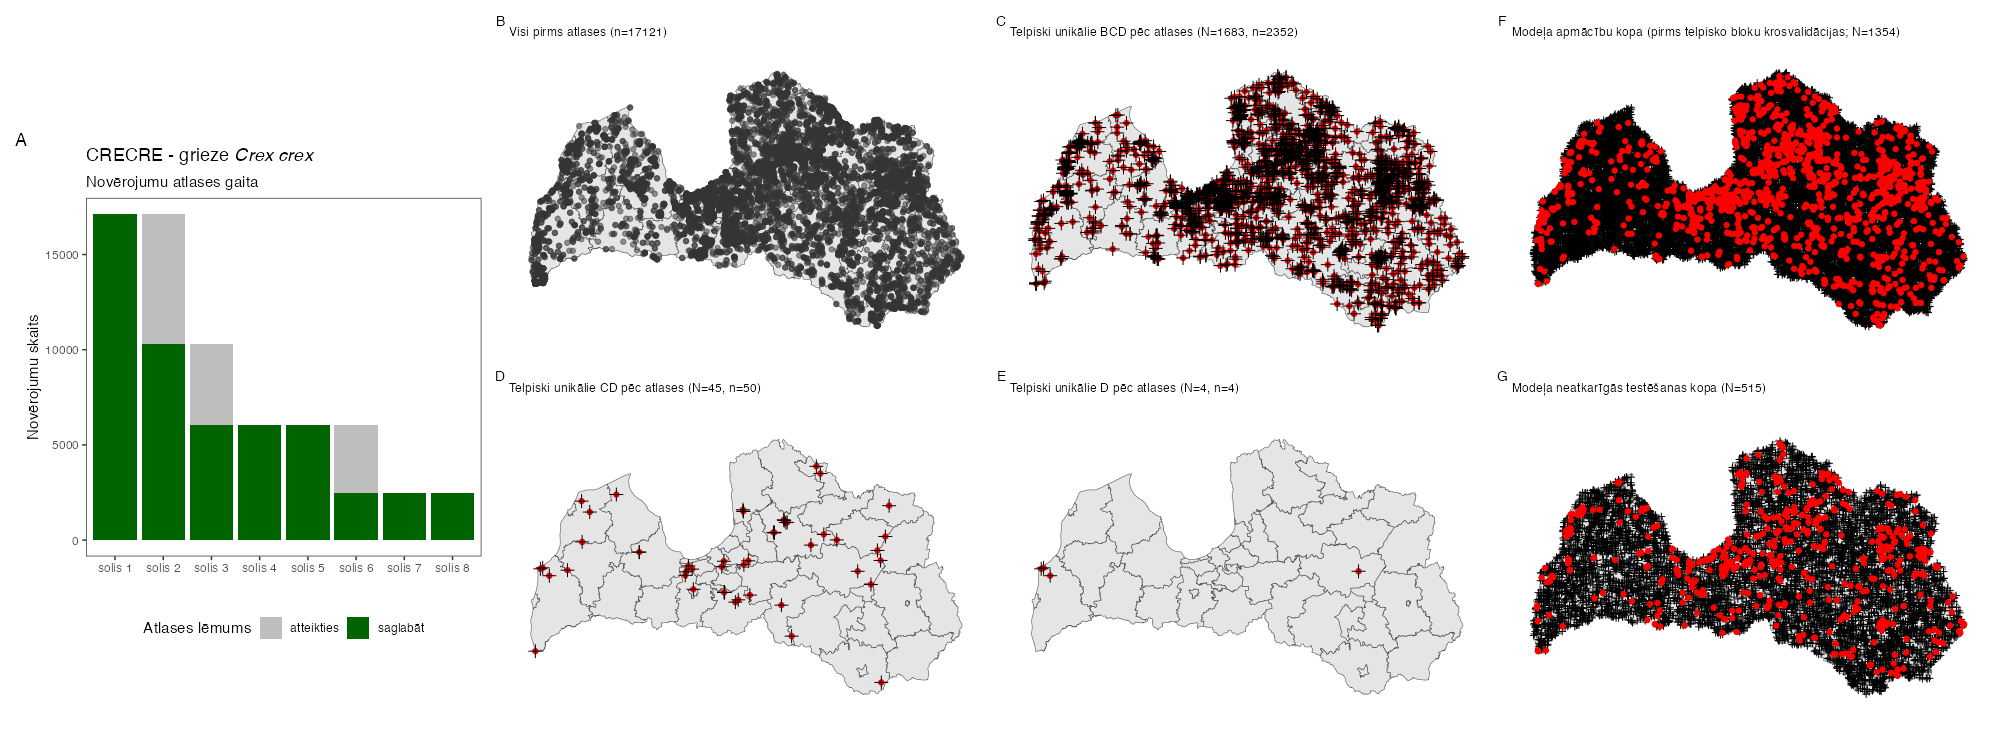 A
CRECRE - grieze Crex crex
Novērojumu atlases gaita
Novērojumu skaits
15000
10000
5000
0
solis 1 solis 2 solis 3 solis 4 solis 5 solis 6 solis 7 solis 8
Atlases lēmums atteikties saglabāt
B
Visi pirms atlases (n=17121)
C
Telpiski unikālie BCD pēc atlases (N=1683, n=2352)
F
Modeļa apmācību kopa (pirms telpisko bloku krosvalidācijas; N=1354)
D
Telpiski unikālie CD pēc atlases (N=45, n=50)
E
Telpiski unikālie D pēc atlases (N=4, n=4)
G
Modeļa neatkarīgās testēšanas kopa (N=515)